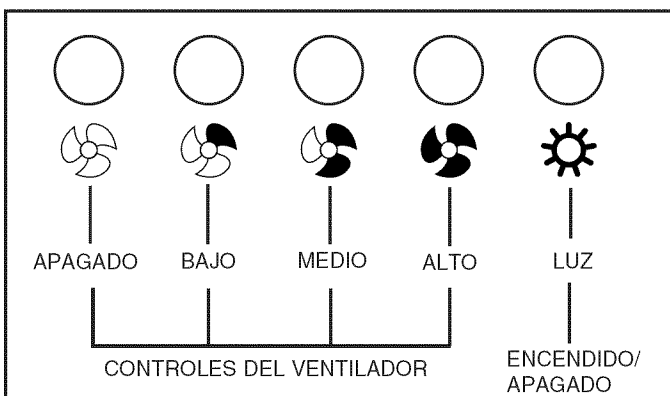 APAGADO BAJO MEDIO ALTO LUZ
CONTROLES DEL VENTILADOR
ENCENDIDO/
APAGADO